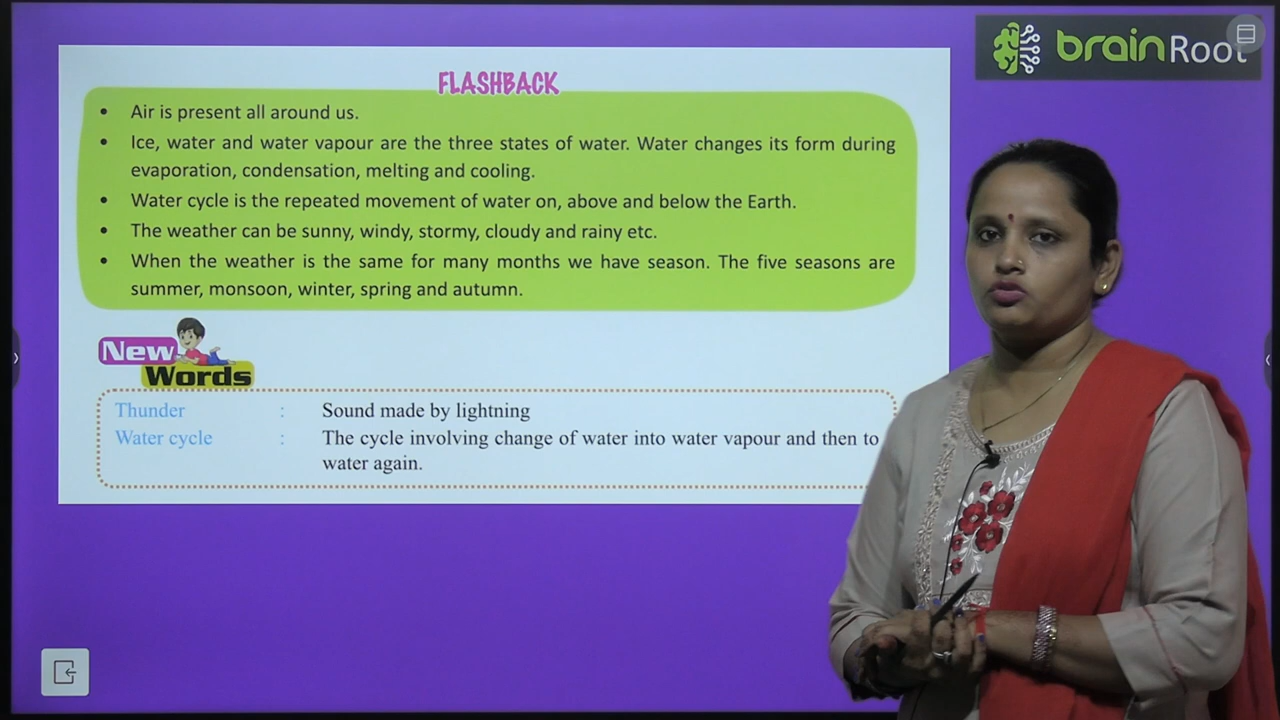 brainRoot
FLASHBACK
• Air is present all around us.
• Ice, water and water vapour are the three states of water. Water changes its form during
evaporation, condensation, melting and cooling.
• Water cycle is the repeated movement of water on, above and below the Earth.
• The weather can be sunny, windy, stormy, cloudy and rainy etc.
• When the weather is the same for many months we have season. The five seasons are
summer, monsoon, winter, spring and autumn.
New
Words
Thunder : Sound made by lightning
Water cycle : The cycle involving change of water into water vapour and then to
water again.